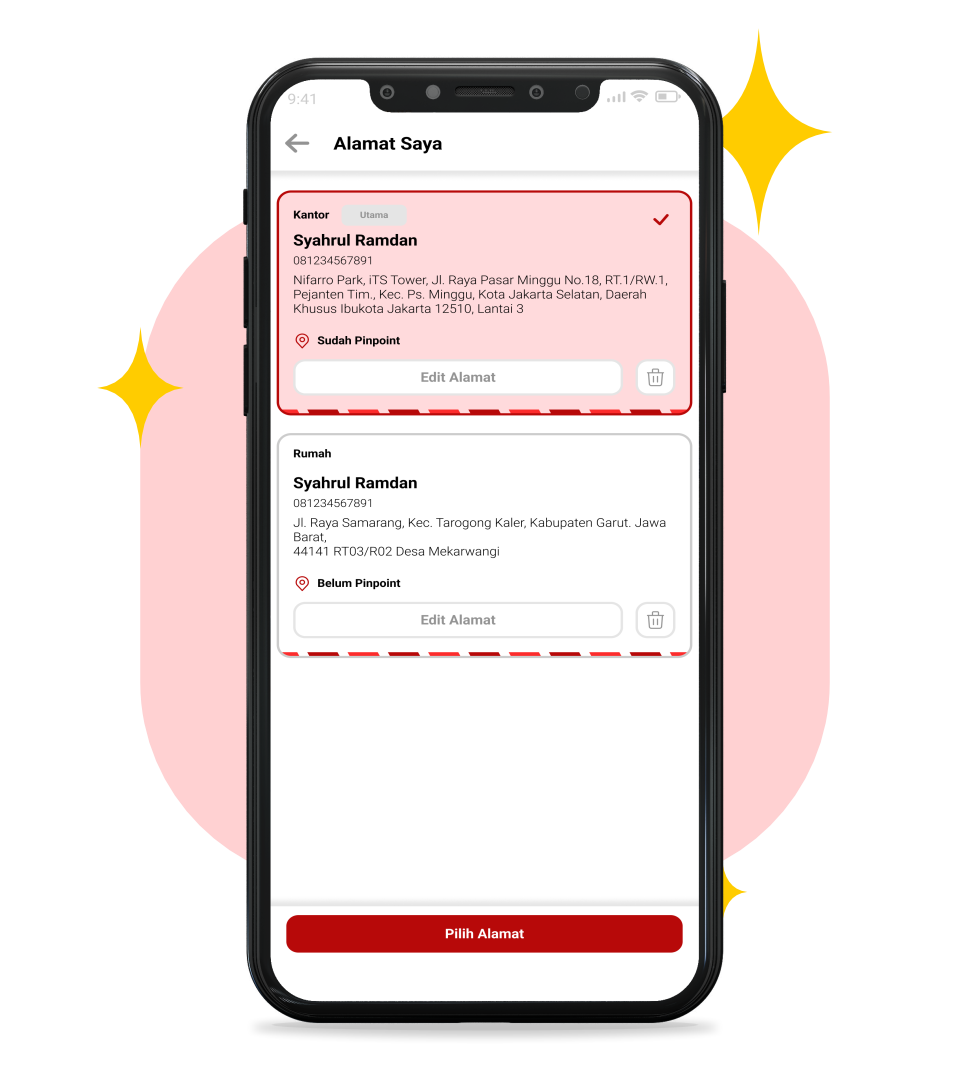 9:41
Alamat Saya
Kantor Utama
Syahrul Ramdan
081234567891
Nifarro Park, iTS Tower, Jl. Raya Pasar Minggu No.18, RT.1/RW.1,
Pejanten Tim., Kec. Ps. Minggu, Kota Jakarta Selatan, Daerah
Khusus Ibukota Jakarta 12510, Lantai 3
Sudah Pinpoint
Edit Alamat
Rumah
Syahrul Ramdan
081234567891
Jl. Raya Samarang, Kec. Tarogong Kaler, Kabupaten Garut. Jawa
Barat,
44141 RT03/R02 Desa Mekarwangi
Belum Pinpoint
Edit Alamat
Pilih Alamat